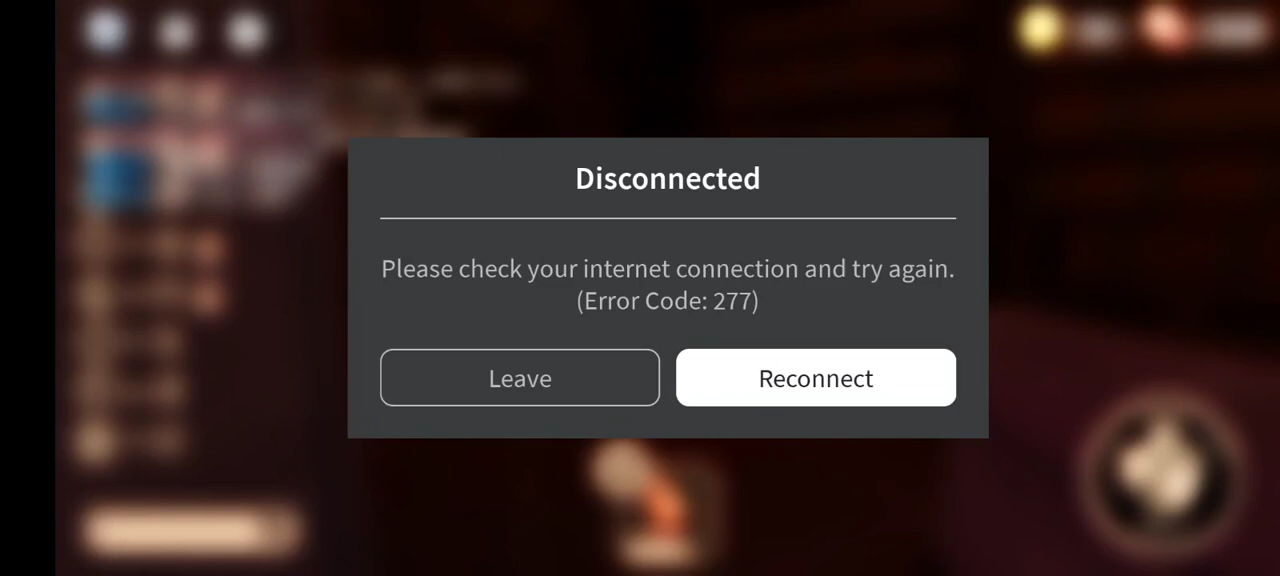 Disconnected
Please check your internet connection and try again.
(Error Code: 277)
Leave
Reconnect